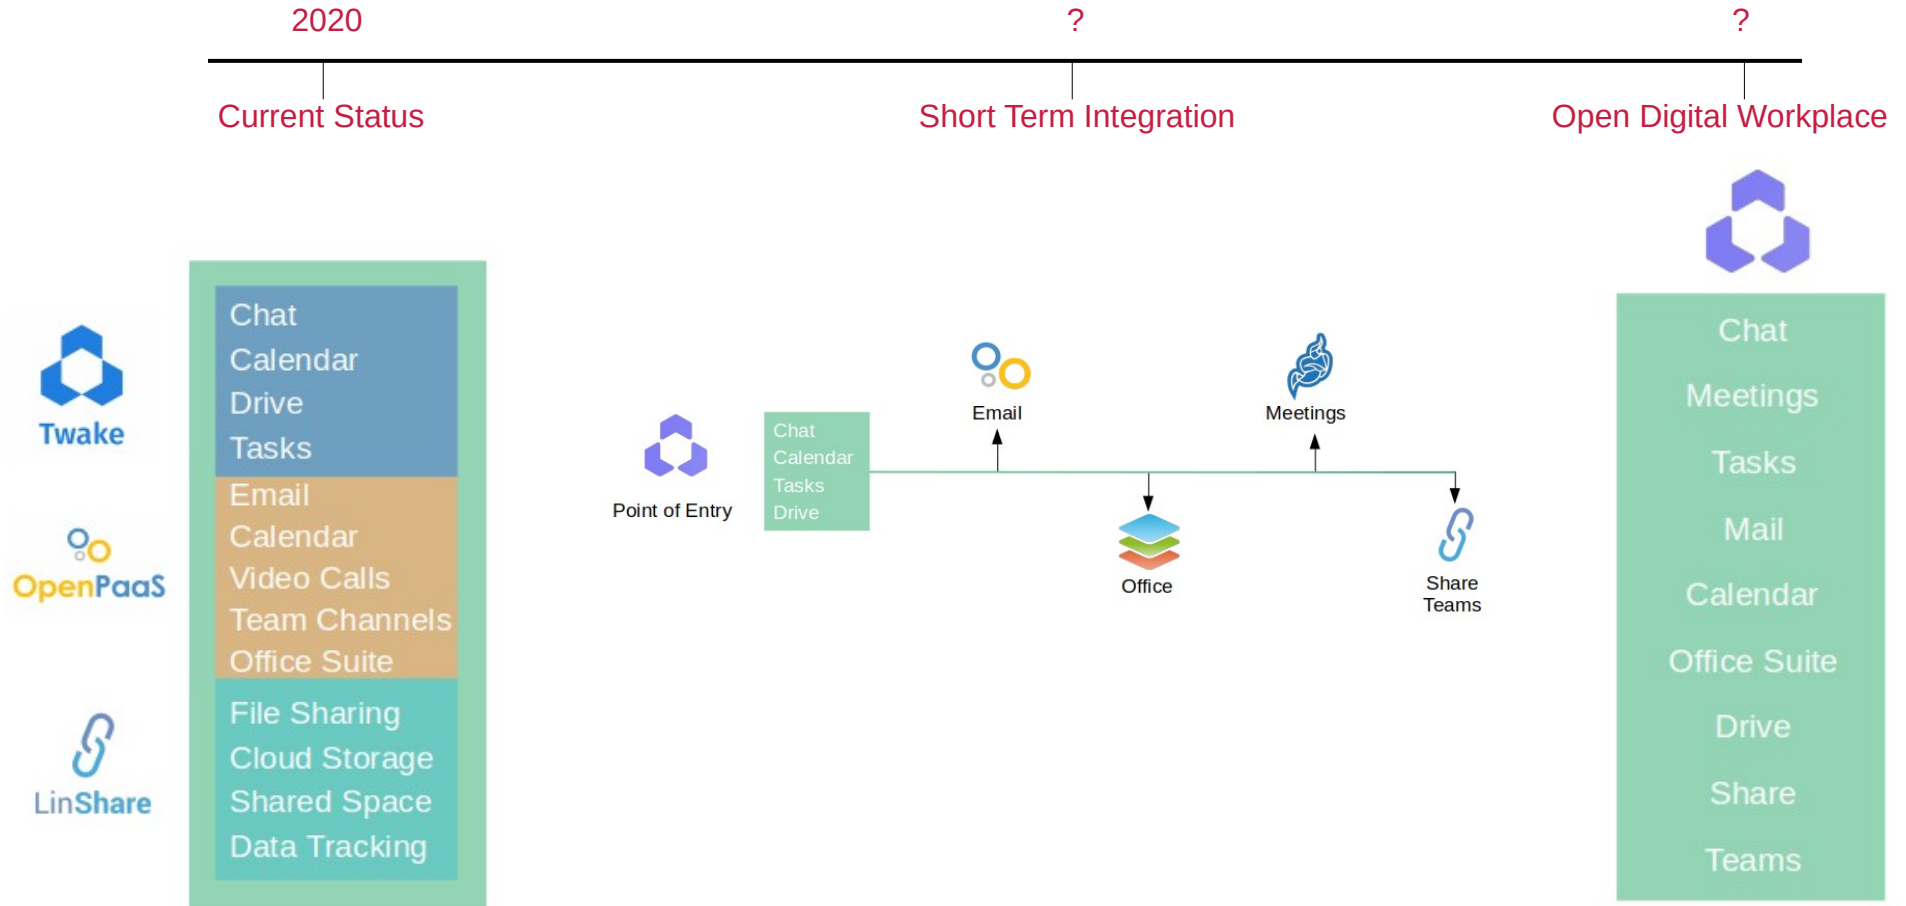 2020
?
?
Current Status
Short Term Integration
Open Digital Workplace
Twake
OpenPaaS
LinShare
Chat
Calendar
Drive
Tasks
Email
Calendar
Video Calls
Team Channels
Office Suite
File Sharing
Cloud Storage
Shared Space
Data Tracking
Point of Entry
Chat
Calendar
Tasks
Drive
Email
Meetings
Office
Share
Teams
Chat
Meetings
Tasks
Mail
Calendar
Office Suite
Drive
Share
Teams